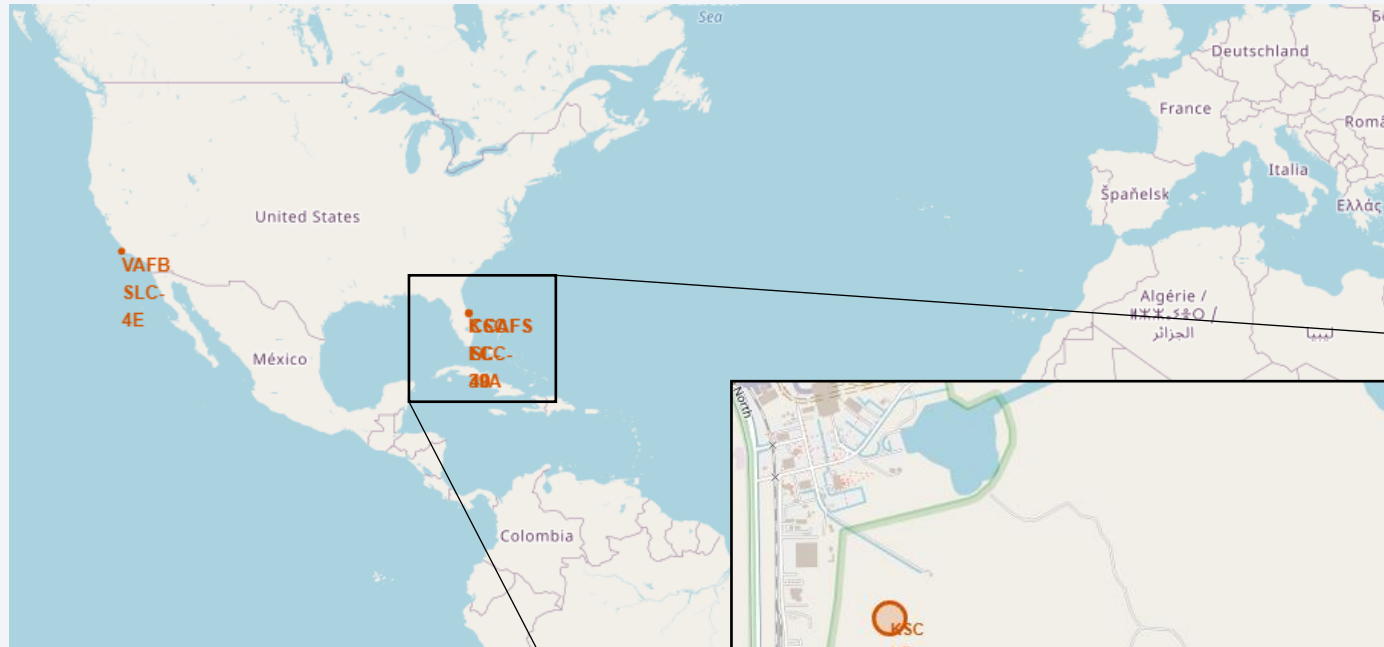 Sea
Deutschland
France
Româ
Italia
Španělsk
Ελλάς
United States
VAFB
SLC-
4E
Algérie /
ⵍⵣⵣⴰⵢⴻⵔ /
الجزائر
ليبيا
México
North
Colombia
KSC